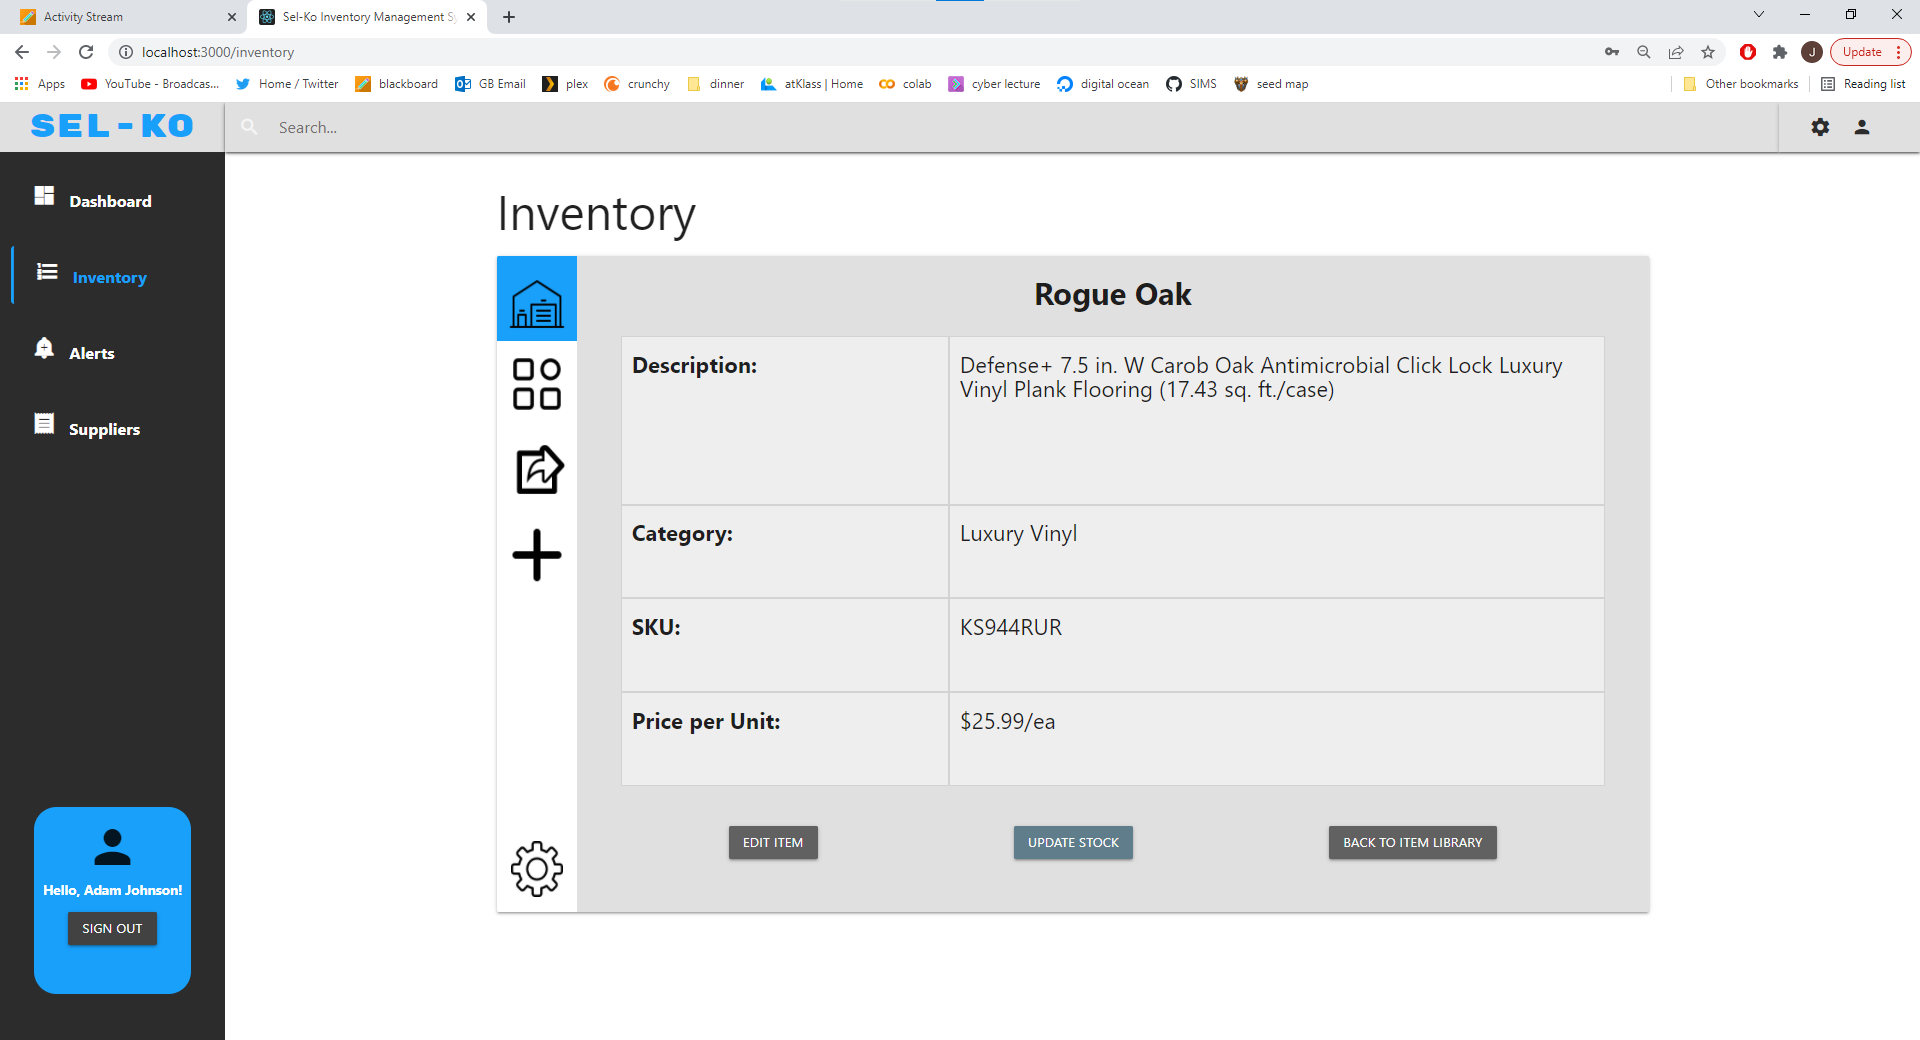 Activity Stream
Sel-Ko Inventory Management Sy
localhost:3000/inventory
Update
Apps
YouTube - Broadcas...
Home / Twitter
blackboard
GB Email
plex
crunchy
dinner
atKlass | Home
colab
cyber lecture
digital ocean
SIMS
seed map
Other bookmarks
Reading list
SEL-KO
Search...
Dashboard
Inventory
Alerts
Suppliers
Hello, Adam Johnson!
SIGN OUT
Inventory
Rogue Oak
Description:
Defense+ 7.5 in. W Carob Oak Antimicrobial Click Lock Luxury
Vinyl Plank Flooring (17.43 sq. ft./case)
Category:
Luxury Vinyl
SKU:
KS944RUR
Price per Unit:
$25.99/ea
EDIT ITEM
UPDATE STOCK
BACK TO ITEM LIBRARY